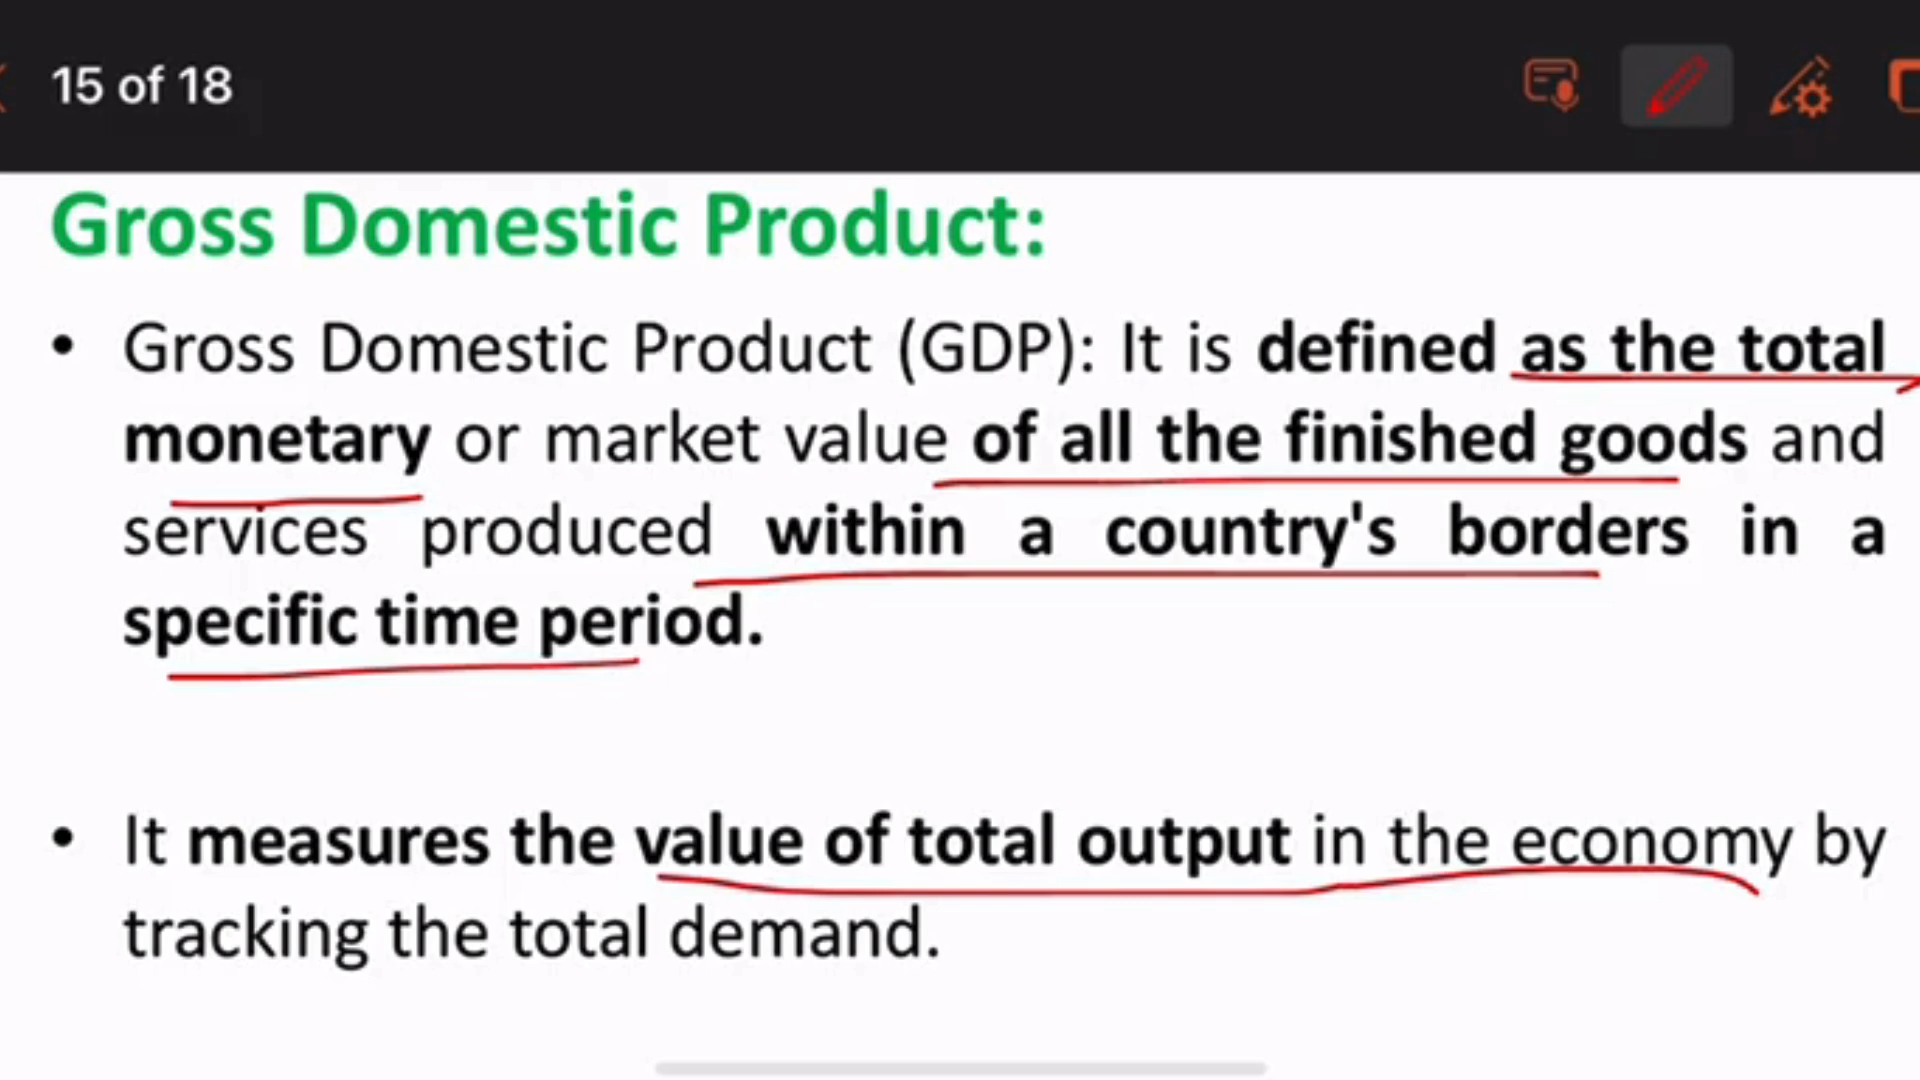 15 of 18
Gross Domestic Product:
• Gross Domestic Product (GDP): It is defined as the total
monetary or market value of all the finished goods and
services produced within a country's borders in a
specific time period.
• It measures the value of total output in the economy by
tracking the total demand.